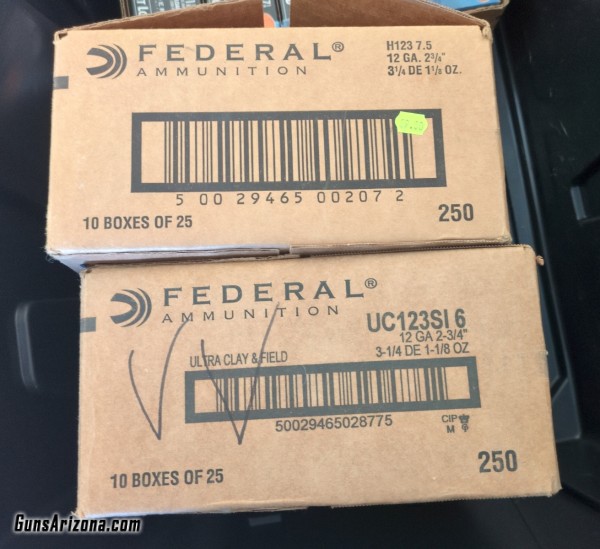 FEDERAL®
AMMUNITION
H123 7.5
12 GA. 2¾"
3¼ DE 1⅛ OZ.
5 00 29465 00207 2
10 BOXES OF 25
250
FEDERAL®
AMMUNITION
UC123SI 6
12 GA 2-3/4"
3-1/4 DE 1-1/8 OZ
ULTRA CLAY & FIELD
50029465028775
CIP
M
10 BOXES OF 25
250
GunsArizona.com